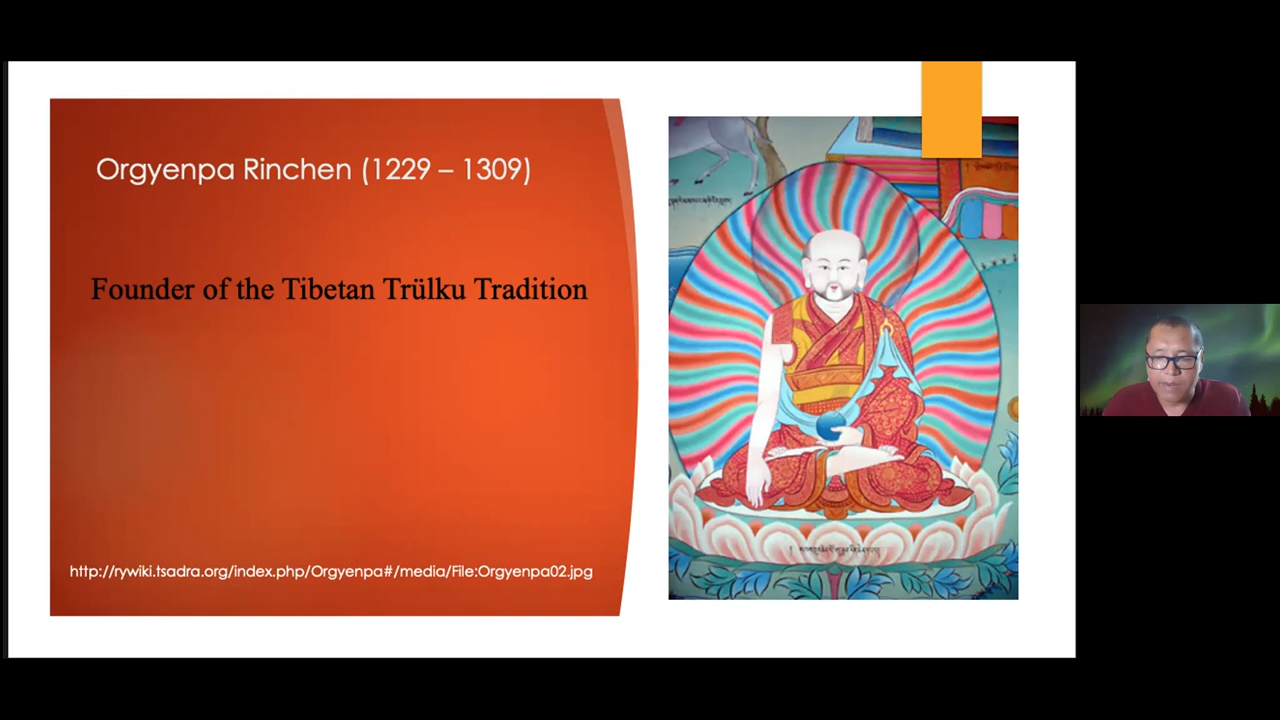 Orgyenpa Rinchen (1229 – 1309)
Founder of the Tibetan Trülku Tradition
http://rywiki.tsadra.org/index.php/Orgyenpa#/media/File:Orgyenpa02.jpg